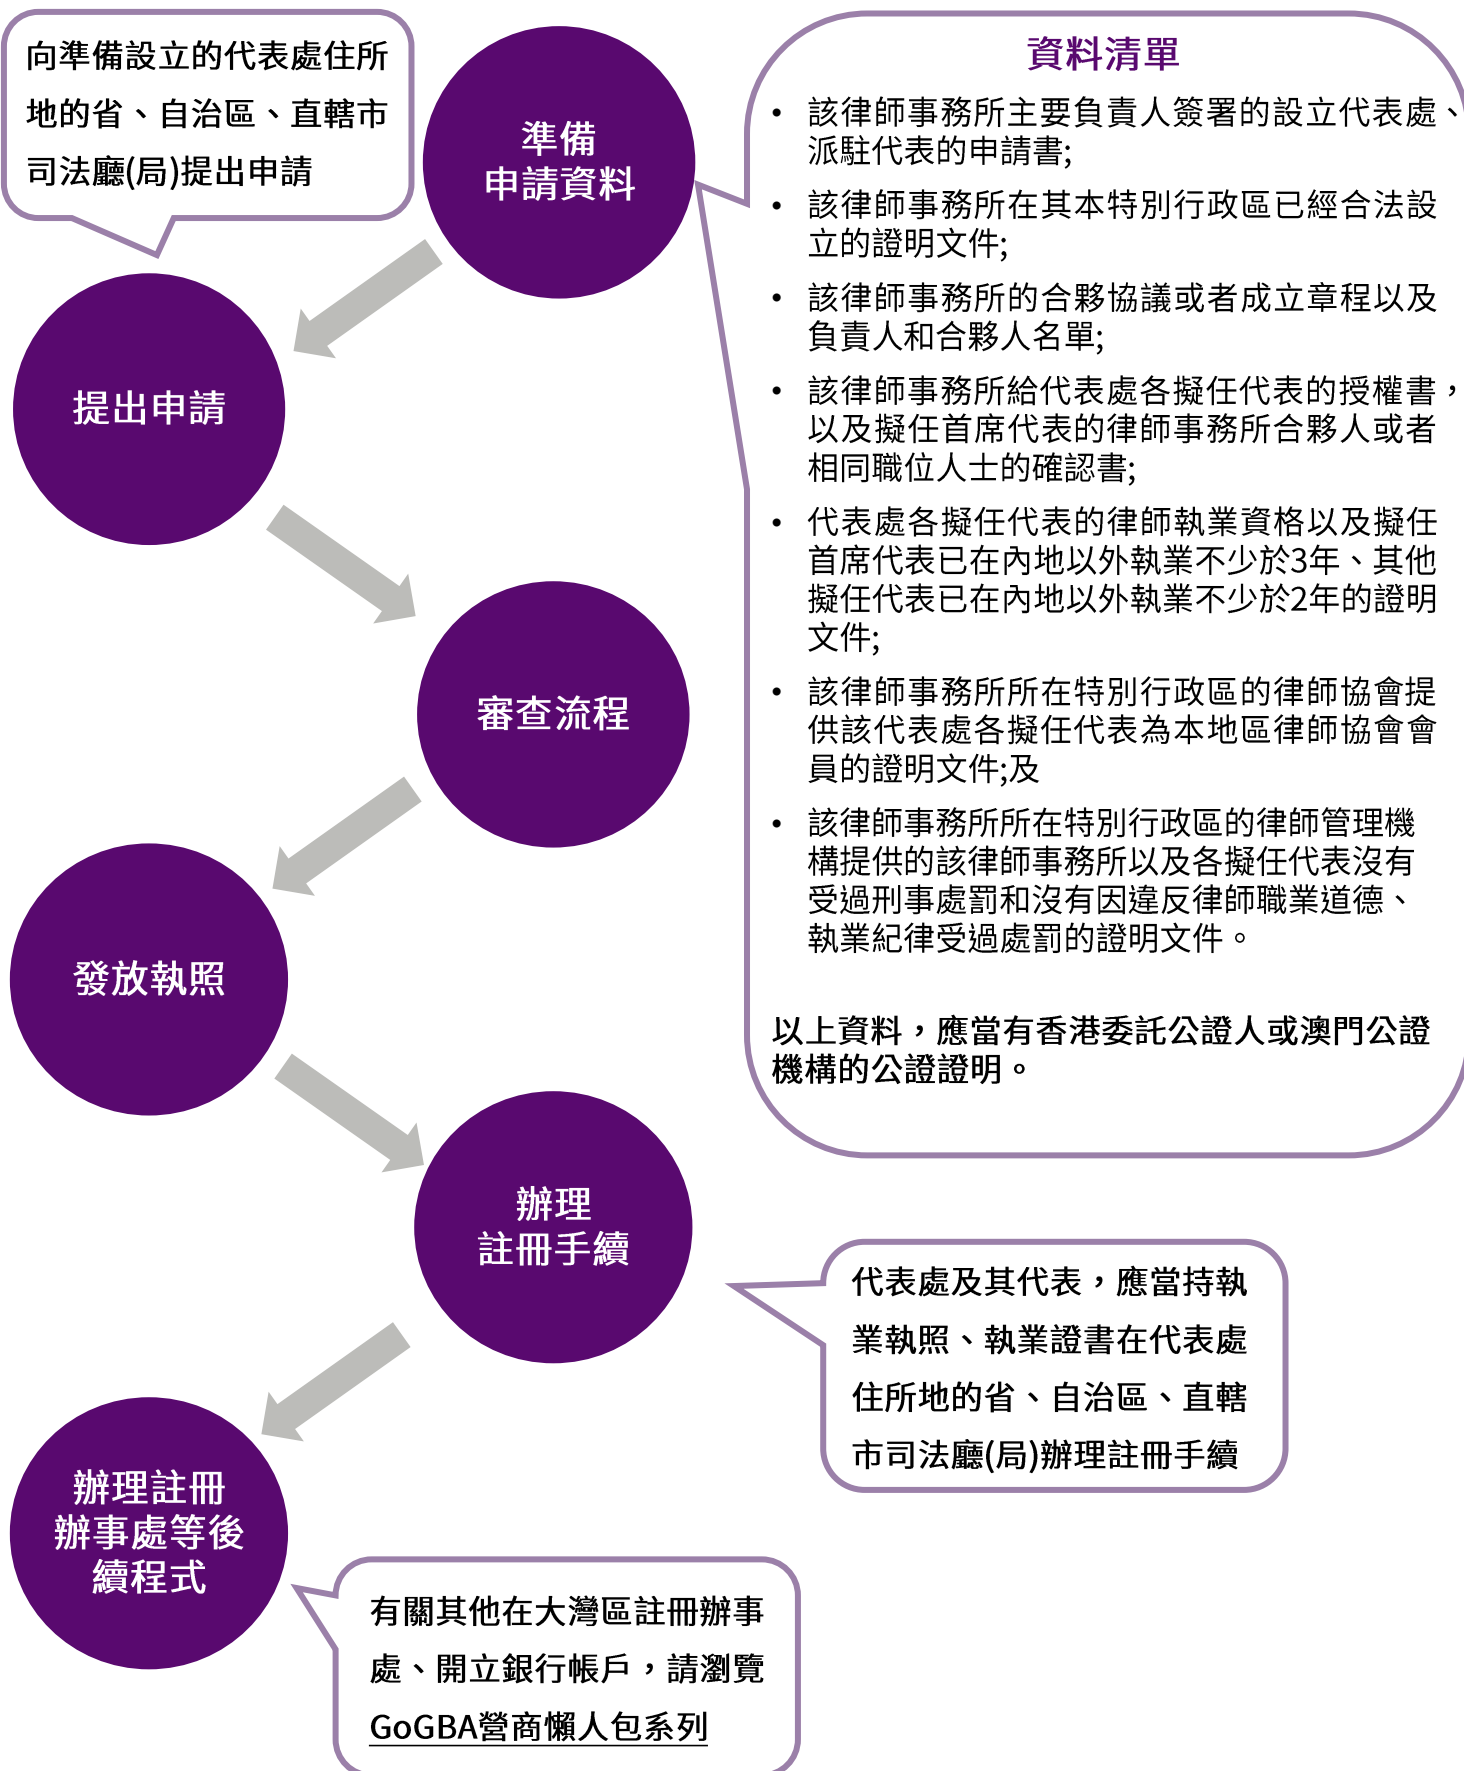 向準備設立的代表處住所
地的省、自治區、直轄市
司法廳(局)提出申請
準備
申請資料
資料清單
• 該律師事務所主要負責人簽署的設立代表處、
派駐代表的申請書;
• 該律師事務所在其本特別行政區已經合法設
立的證明文件;
• 該律師事務所的合夥協議或者成立章程以及
負責人和合夥人名單;
• 該律師事務所給代表處各擬任代表的授權書，
以及擬任首席代表的律師事務所合夥人或者
相同職位人士的確認書;
• 代表處各擬任代表的律師執業資格以及擬任
首席代表已在內地以外執業不少於3年、其他
擬任代表已在內地以外執業不少於2年的證明
文件;
• 該律師事務所所在特別行政區的律師協會提
供該代表處各擬任代表為本地區律師協會會
員的證明文件;及
• 該律師事務所所在特別行政區的律師管理機
構提供的該律師事務所以及各擬任代表沒有
受過刑事處罰和沒有因違反律師職業道德、
執業紀律受過處罰的證明文件。
以上資料，應當有香港委託公證人或澳門公證
機構的公證證明。
提出申請
審查流程
發放執照
辦理
註冊手續
代表處及其代表，應當持執
業執照、執業證書在代表處
住所地的省、自治區、直轄
市司法廳(局)辦理註冊手續
辦理註冊
辦事處等後
續程式
有關其他在大灣區註冊辦事
處、開立銀行帳戶，請瀏覽
GoGBA營商懶人包系列